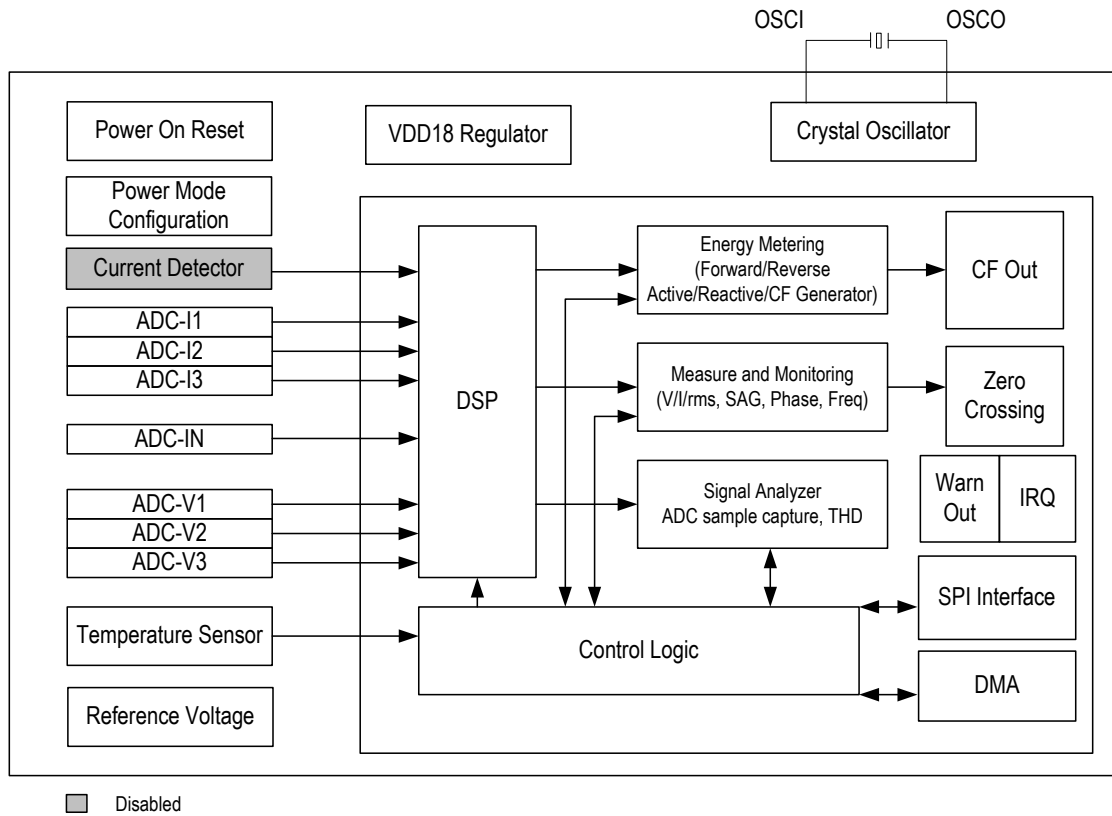 OSCI
OSCO
Power On Reset
VDD18 Regulator
Crystal Oscillator
Power Mode
Configuration
Current Detector
ADC-I1
ADC-I2
ADC-I3
ADC-IN
ADC-V1
ADC-V2
ADC-V3
Temperature Sensor
Reference Voltage
DSP
Energy Metering
(Forward/Reverse
Active/Reactive/CF Generator)
CF Out
Measure and Monitoring
(V/I/rms, SAG, Phase, Freq)
Zero
Crossing
Signal Analyzer
ADC sample capture, THD
Warn
Out
IRQ
Control Logic
SPI Interface
DMA
Disabled